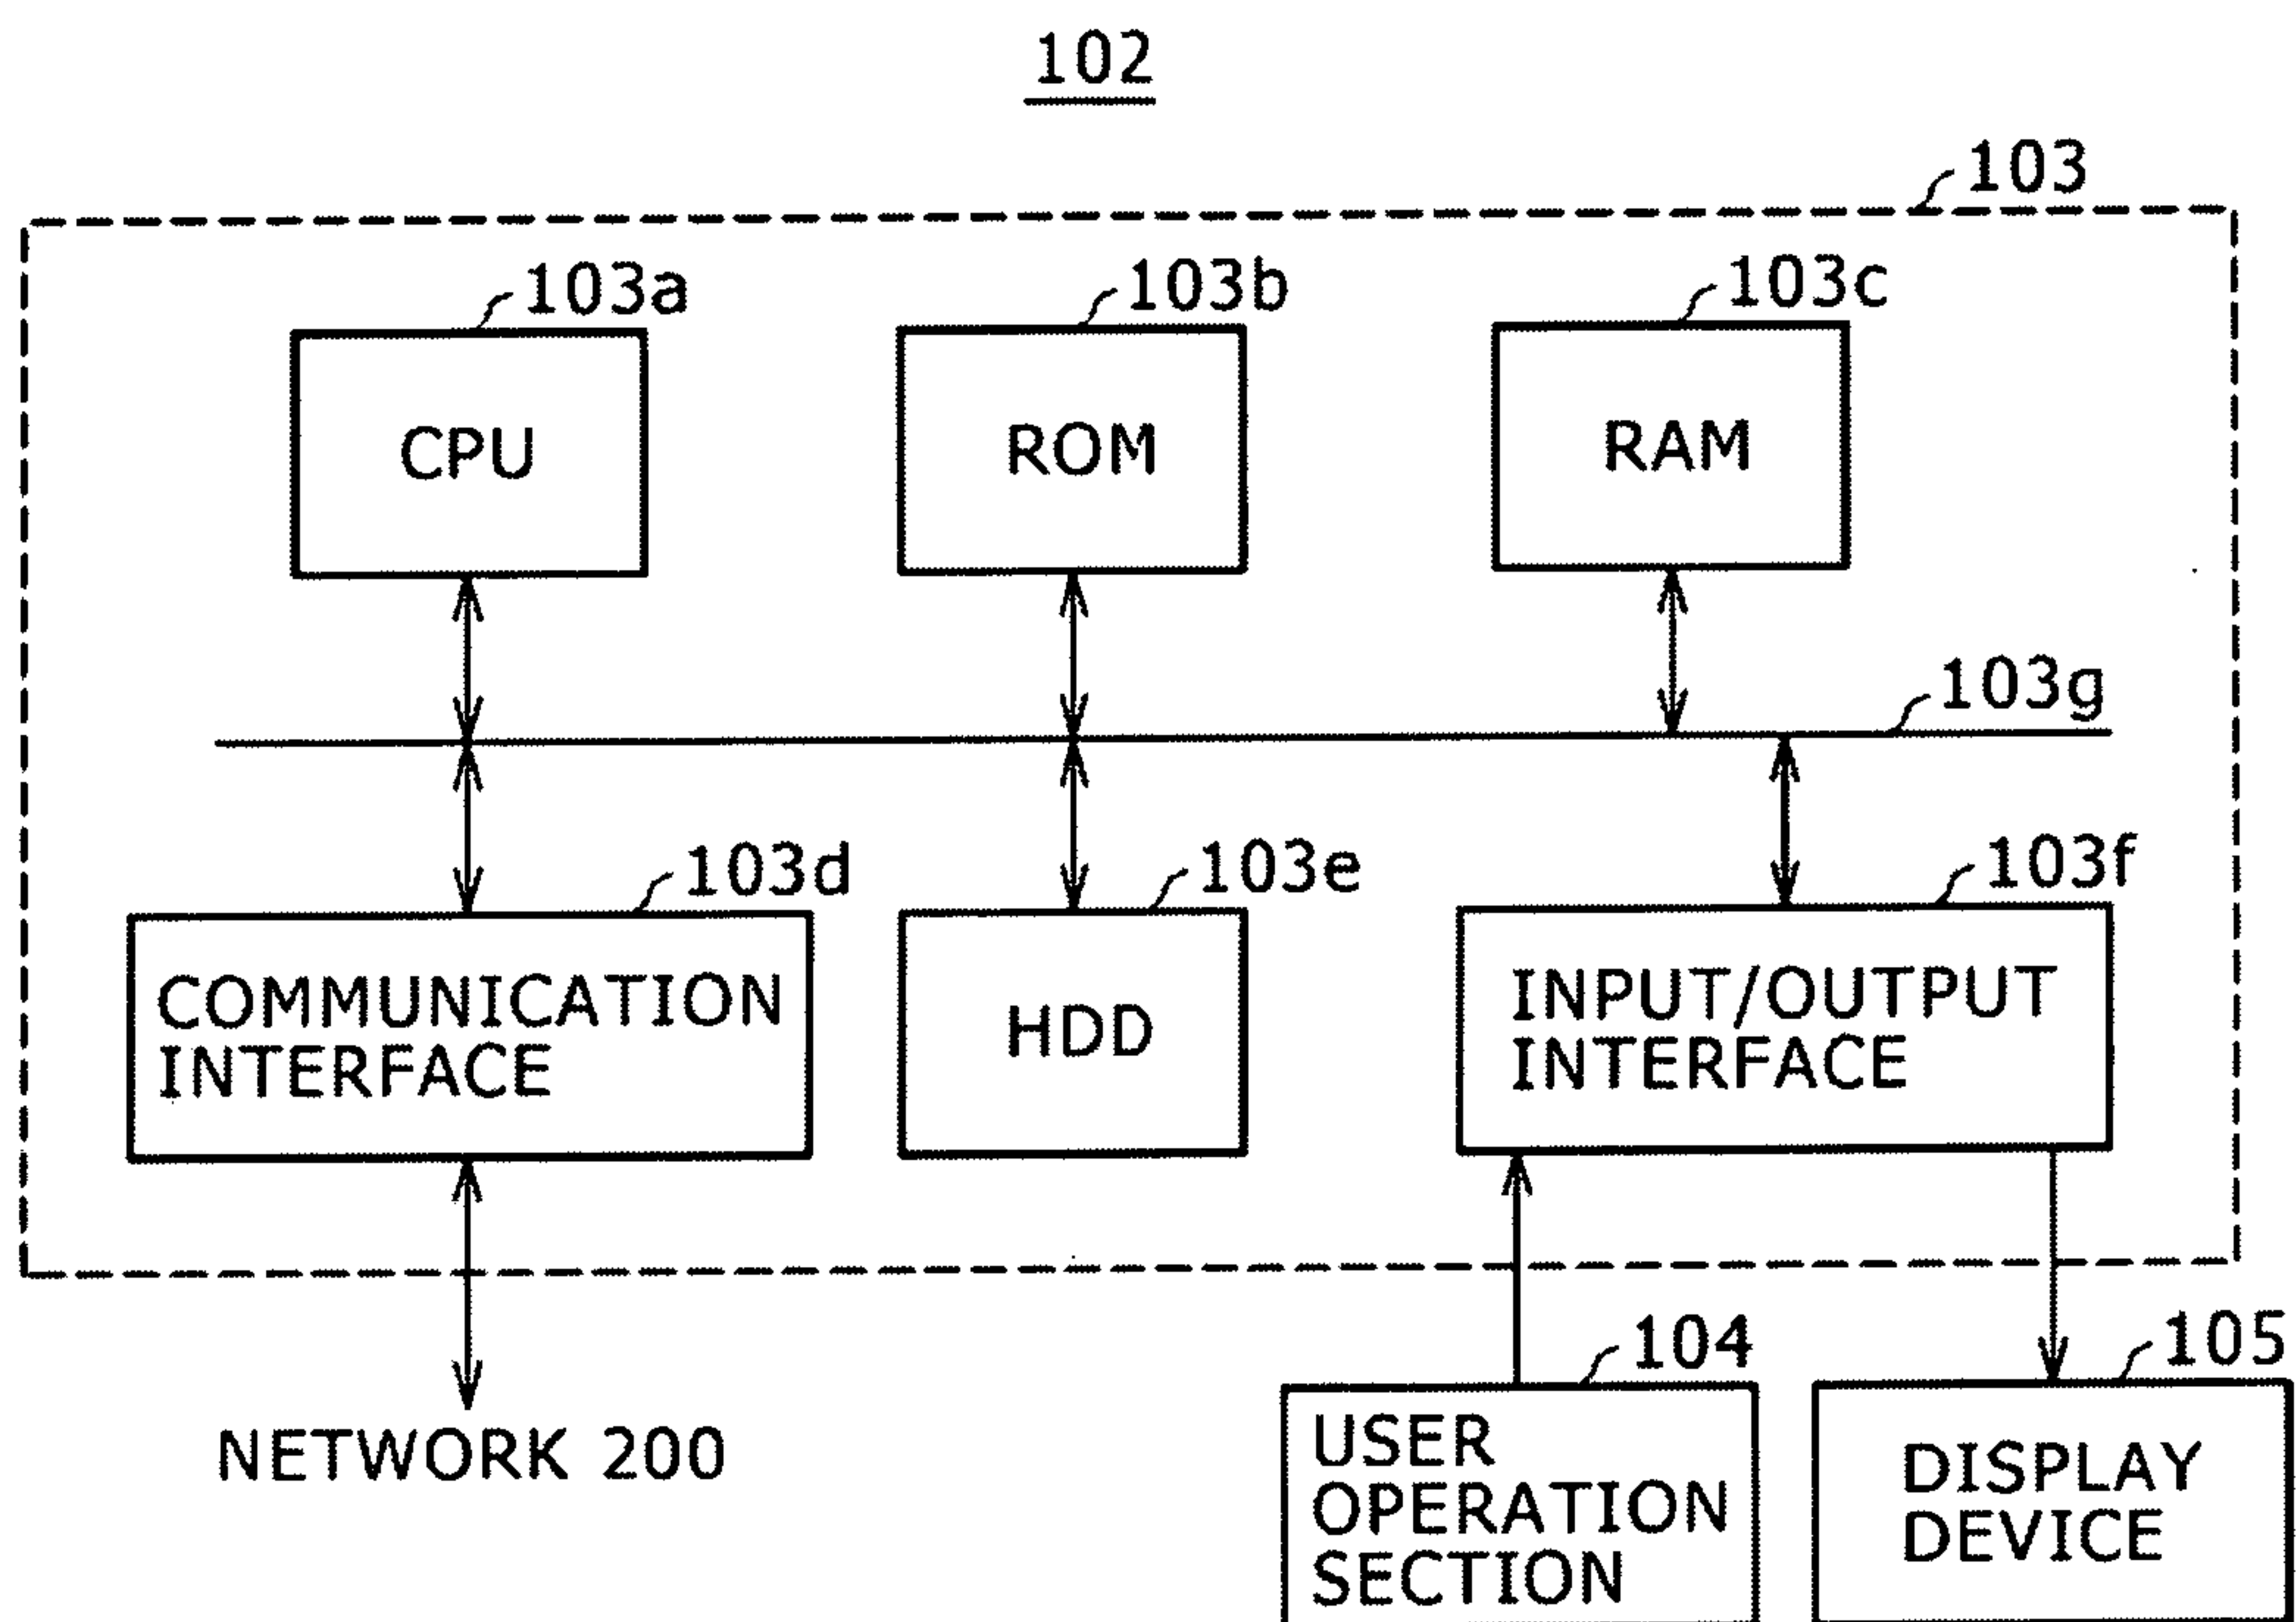 102
103
103a
103b
103c
CPU
ROM
RAM
103g
103d
103e
103f
COMMUNICATION
INTERFACE
HDD
INPUT/OUTPUT
INTERFACE
104
105
NETWORK 200
USER
OPERATION
SECTION
DISPLAY
DEVICE